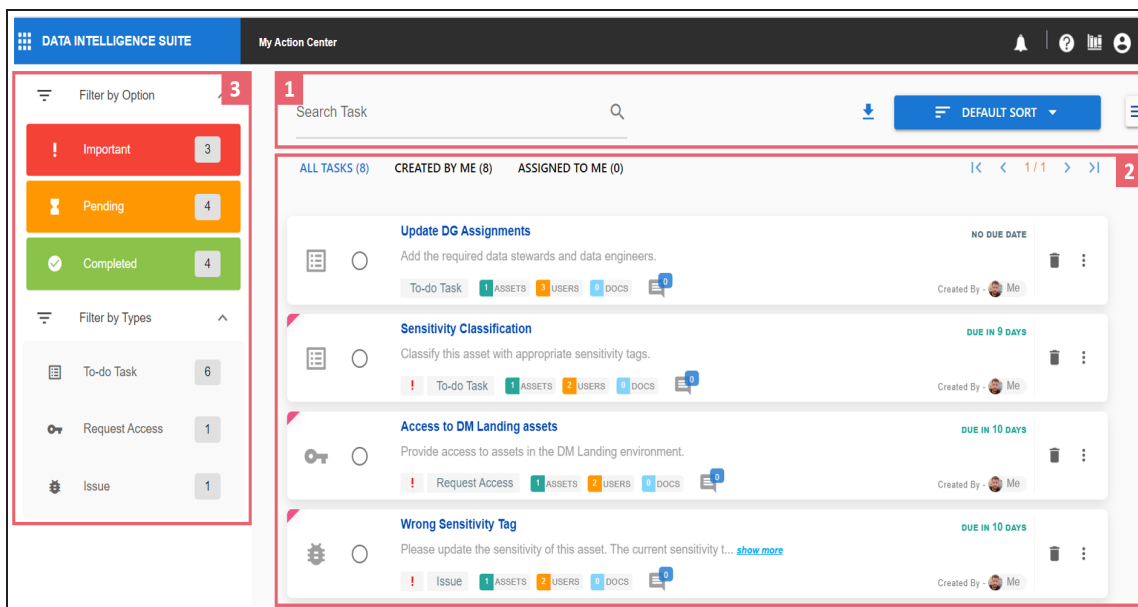 DATA INTELLIGENCE SUITE
My Action Center
3
Filter by Option
Important 3
Pending 4
Completed 4
Filter by Types
To-do Task 6
Request Access 1
Issue 1
1
Search Task
DEFAULT SORT
ALL TASKS (8) CREATED BY ME (8) ASSIGNED TO ME (0) 1 / 1
2
Update DG Assignments NO DUE DATE
Add the required data stewards and data engineers.
To-do Task 1 ASSETS 3 USERS 0 DOCS 0 Created By - Me
Sensitivity Classification DUE IN 9 DAYS
Classify this asset with appropriate sensitivity tags.
! To-do Task 1 ASSETS 2 USERS 0 DOCS 0 Created By - Me
Access to DM Landing assets DUE IN 10 DAYS
Provide access to assets in the DM Landing environment.
! Request Access 1 ASSETS 2 USERS 0 DOCS 0 Created By - Me
Wrong Sensitivity Tag DUE IN 10 DAYS
Please update the sensitivity of this asset. The current sensitivity t... show more
! Issue 1 ASSETS 2 USERS 0 DOCS 0 Created By - Me